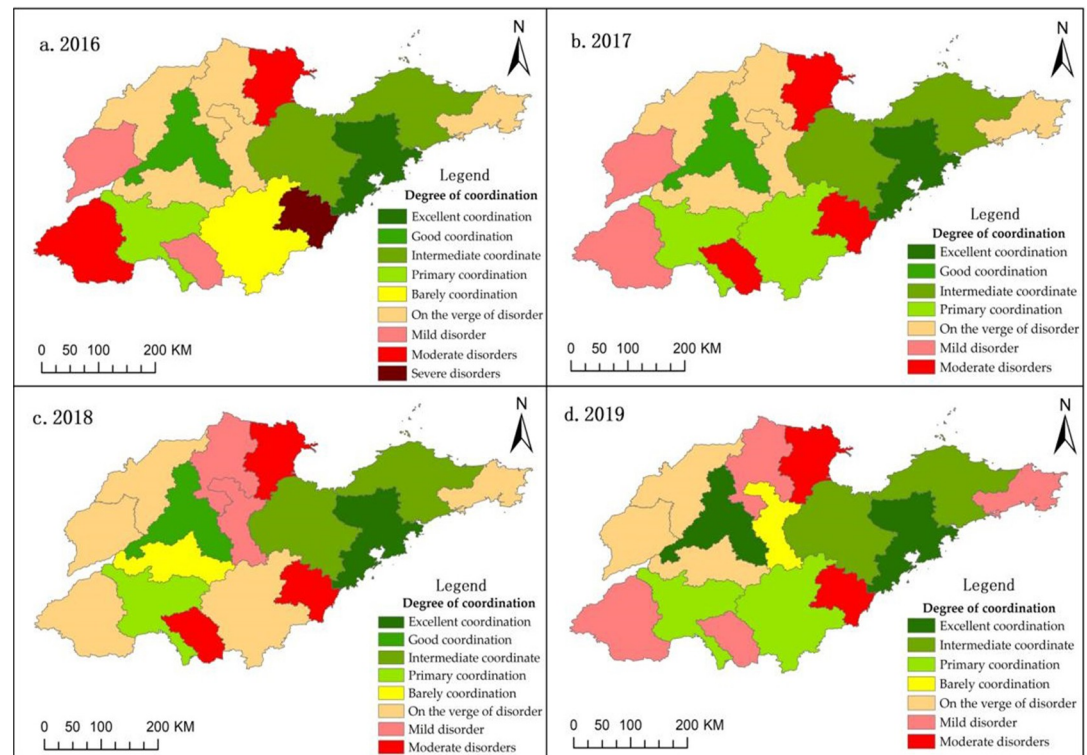 a. 2016
N
Legend
Degree of coordination
Excellent coordination
Good coordination
Intermediate coordinate
Primary coordination
Barely coordination
On the verge of disorder
Mild disorder
Moderate disorders
Severe disorders
0 50 100 200 KM
b. 2017
N
Legend
Degree of coordination
Excellent coordination
Good coordination
Intermediate coordinate
Primary coordination
On the verge of disorder
Mild disorder
Moderate disorders
0 50 100 200 KM
c. 2018
N
Legend
Degree of coordination
Excellent coordination
Good coordination
Intermediate coordinate
Primary coordination
Barely coordination
On the verge of disorder
Mild disorder
Moderate disorders
0 50 100 200 KM
d. 2019
N
Legend
Degree of coordination
Excellent coordination
Intermediate coordinate
Primary coordination
Barely coordination
On the verge of disorder
Mild disorder
Moderate disorders
0 50 100 200 KM